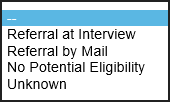 --
Referral at Interview
Referral by Mail
No Potential Eligibility
Unknown